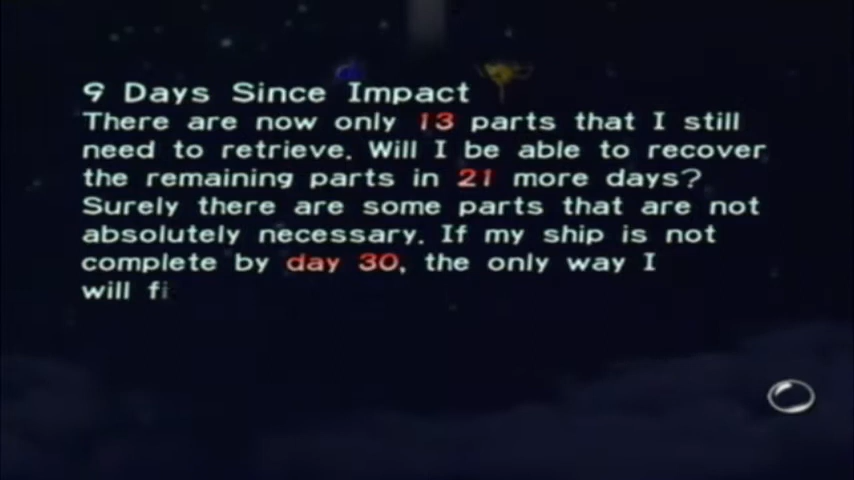 9 Days Since Impact
There are now only 13 parts that I still
need to retrieve. Will I be able to recover
the remaining parts in 21 more days?
Surely there are some parts that are not
absolutely necessary. If my ship is not
complete by day 30, the only way I
will fi